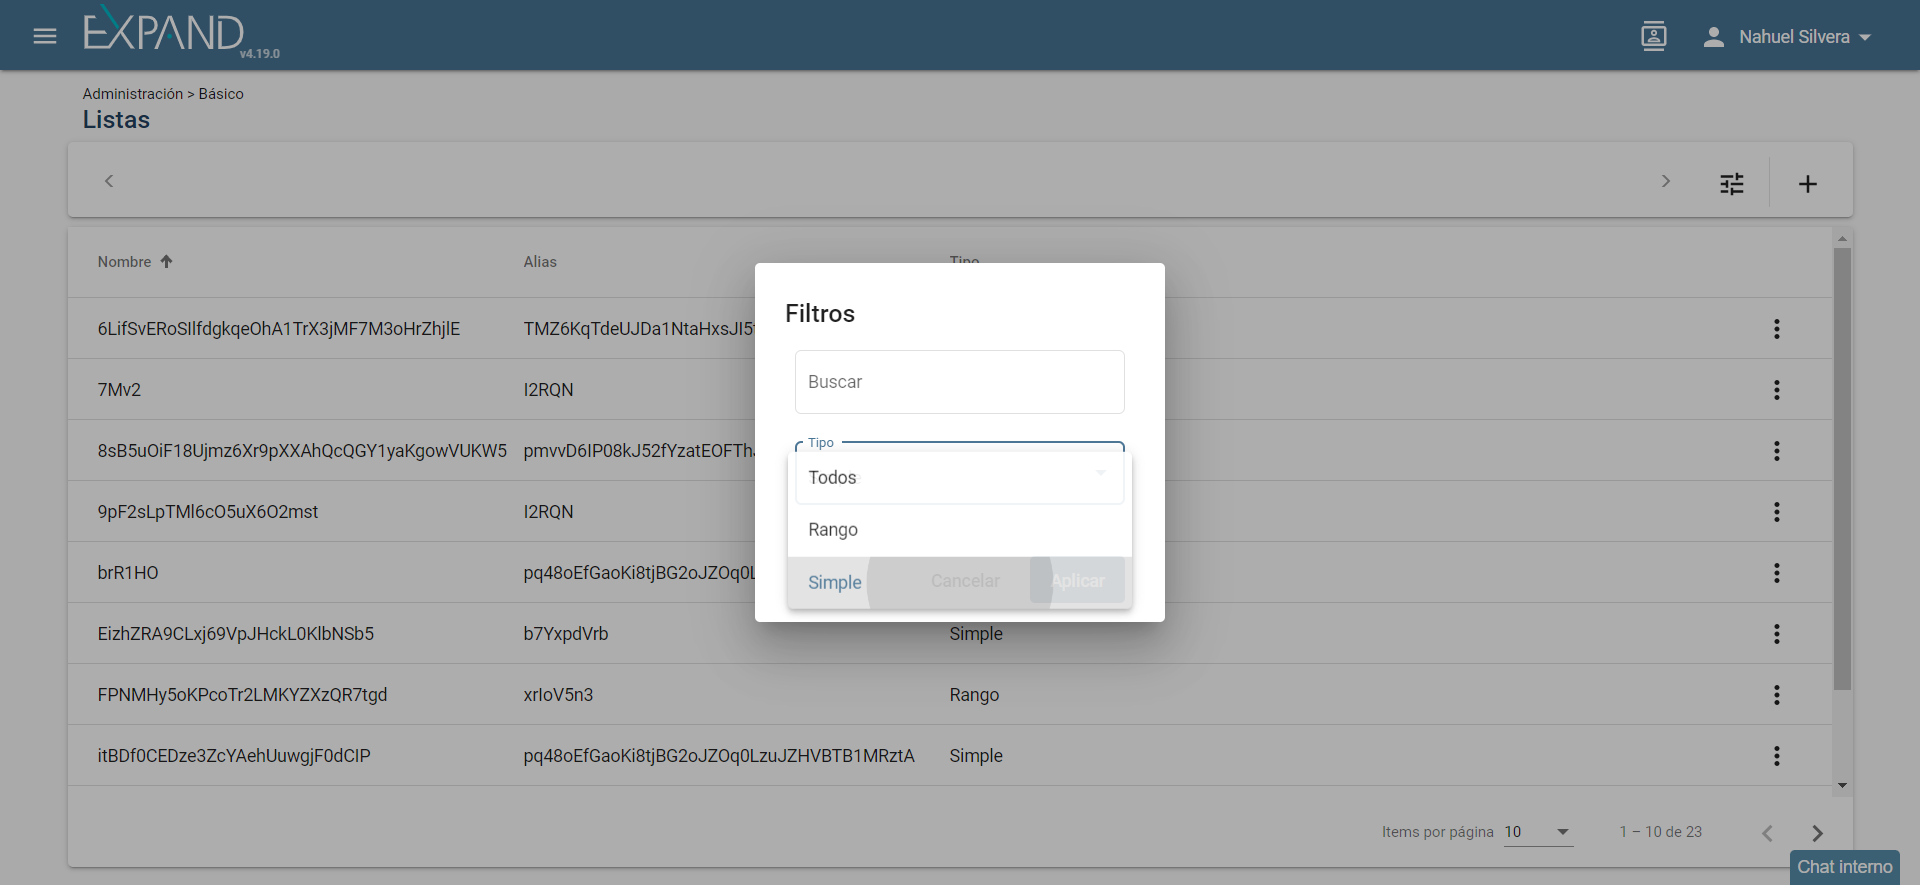 EXPAND
v4.19.0
Nahuel Silvera
Administración > Básico
Listas
Nombre Alias Tipo
6LifSvERoSIlfdgkqeOhA1TrX3jMF7M3oHrZhjlE TMZ6KqTdeUJDa1NtaHxsJI5
7Mv2 I2RQN
8sB5uOiF18Ujmz6Xr9pXXAhQcQGY1yaKgowVUKW5 pmvvD6IP08kJ52fYzatEOFTh
9pF2sLpTMl6cO5uX6O2mst I2RQN
brR1HO pq48oEfGaoKi8tjBG2oJZOq0L
EizhZRA9CLxj69VpJHckL0KlbNSb5 b7YxpdVrb Simple
FPNMHy5oKPcoTr2LMKYZXzQR7tgd xrIoV5n3 Rango
itBDf0CEDze3ZcYAehUuwgjF0dCIP pq48oEfGaoKi8tjBG2oJZOq0LzuJZHVBTB1MRztA Simple
Filtros
Buscar
Tipo
Todos
Rango
Simple
Cancelar Aplicar
Items por página 10 1 – 10 de 23
Chat interno